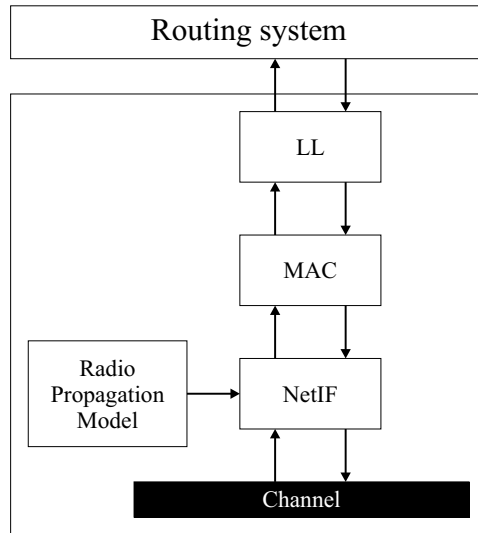 Routing system
LL
MAC
Radio
Propagation
Model
NetIF
Channel